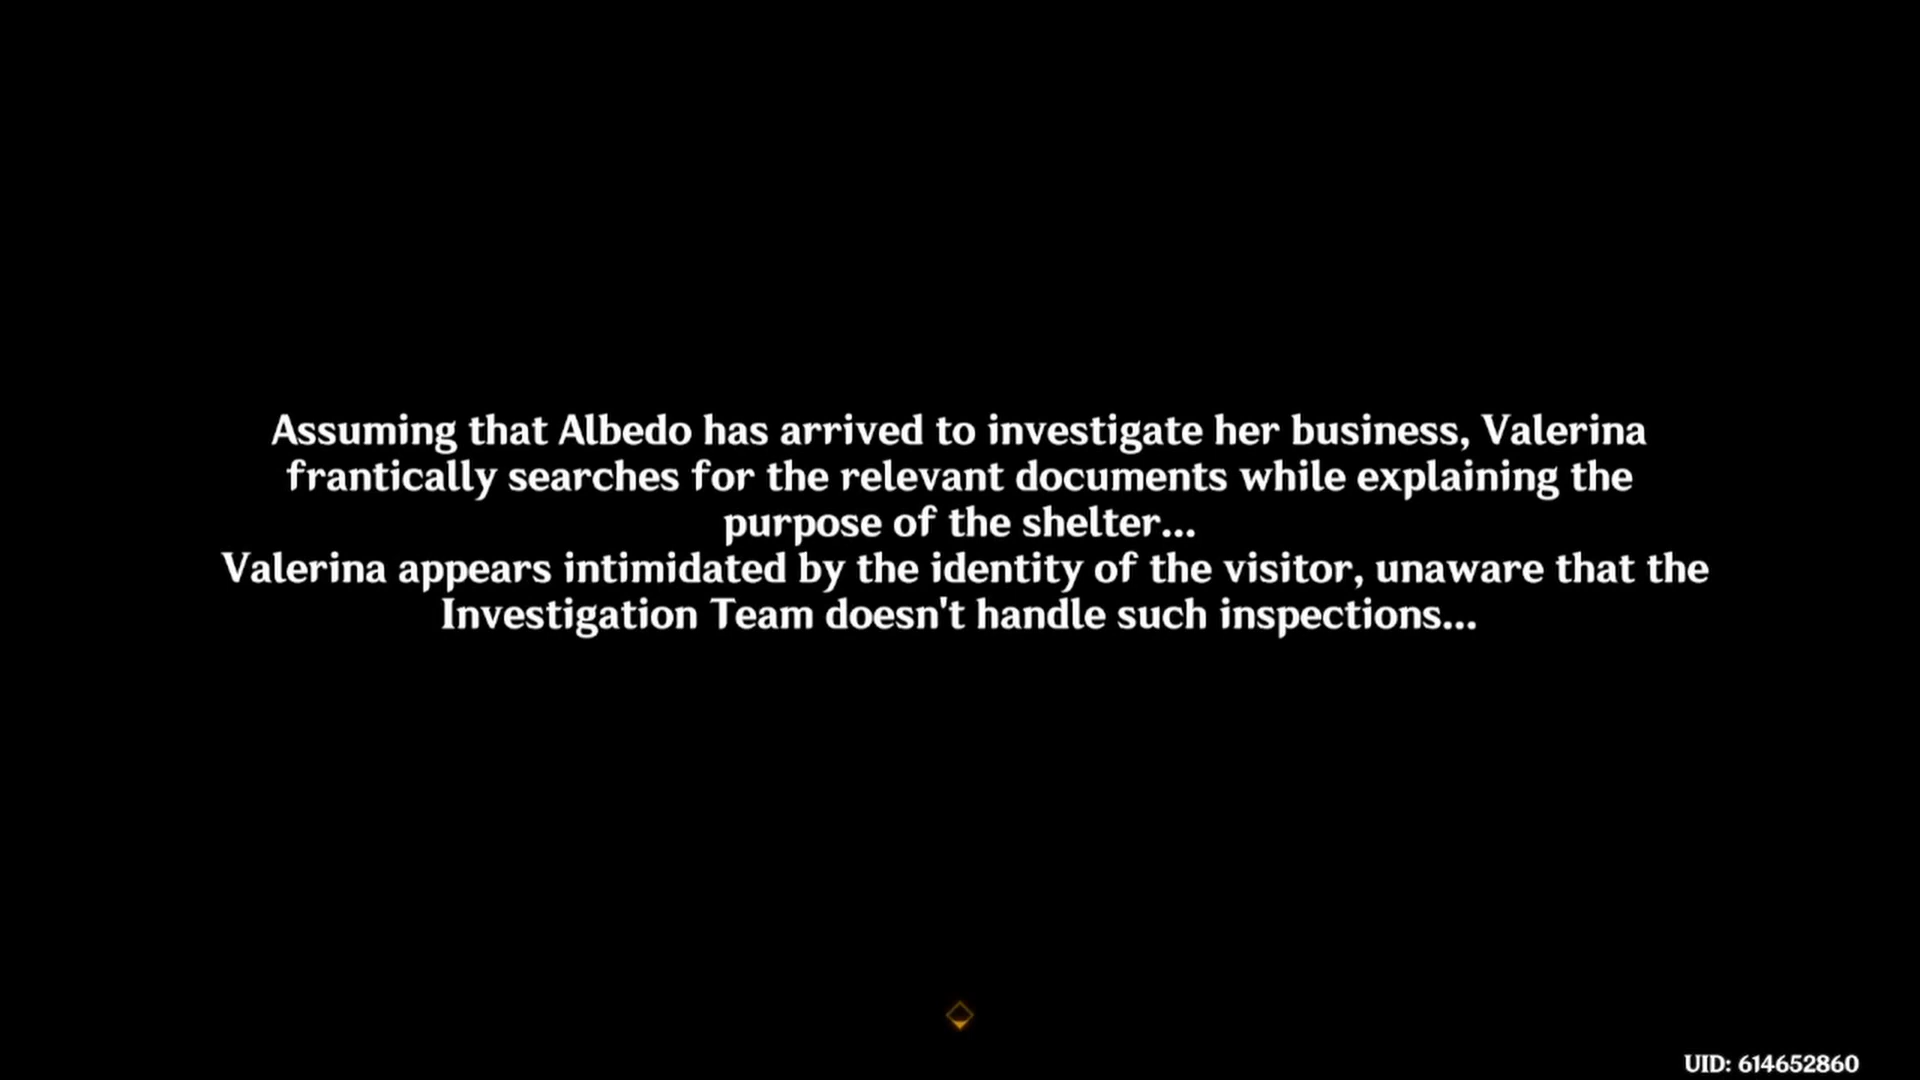 Assuming that Albedo has arrived to investigate her business, Valerina
frantically searches for the relevant documents while explaining the
purpose of the shelter...
Valerina appears intimidated by the identity of the visitor, unaware that the
Investigation Team doesn't handle such inspections...
UID: 614652860